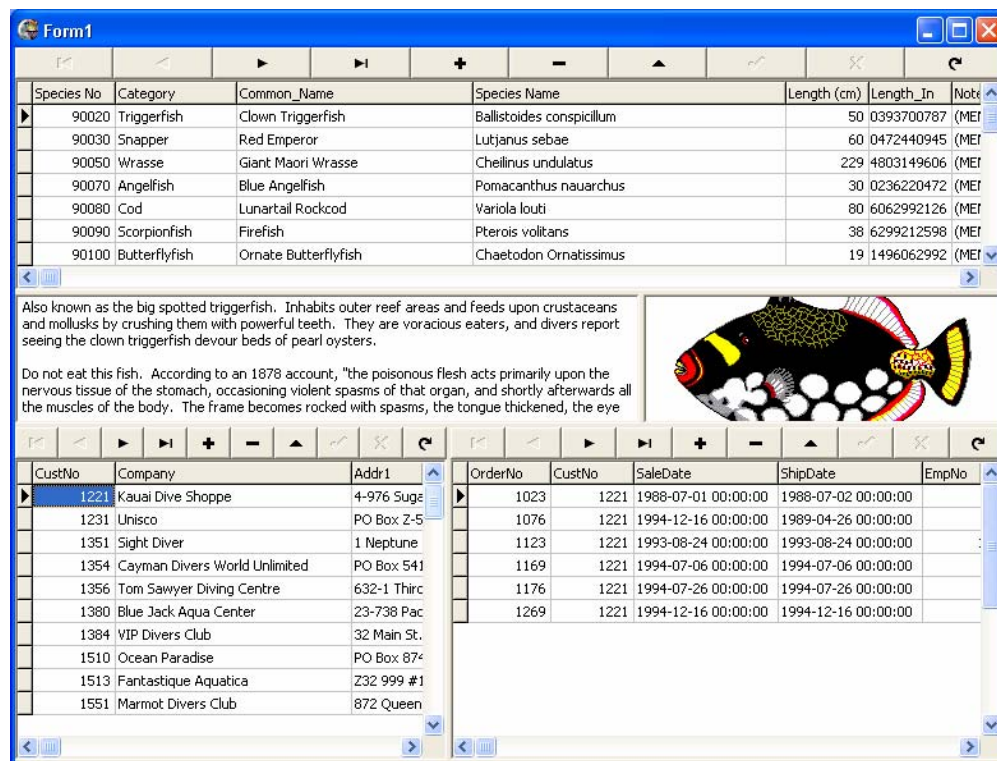 Form1
Species No Category Common_Name Species Name Length (cm) Length_In Note
90020 Triggerfish Clown Triggerfish Ballistoides conspicillum 50 0393700787 (MEM
90030 Snapper Red Emperor Lutjanus sebae 60 0472440945 (MEM
90050 Wrasse Giant Maori Wrasse Cheilinus undulatus 229 4803149606 (MEM
90070 Angelfish Blue Angelfish Pomacanthus nauarchus 30 0236220472 (MEM
90080 Cod Lunartail Rockcod Variola louti 80 6062992126 (MEM
90090 Scorpionfish Firefish Pterois volitans 38 6299212598 (MEM
90100 Butterflyfish Ornate Butterflyfish Chaetodon Ornatissimus 19 1496062992 (MEM
Also known as the big spotted triggerfish. Inhabits outer reef areas and feeds upon crustaceans
and mollusks by crushing them with powerful teeth. They are voracious eaters, and divers report
seeing the clown triggerfish devour beds of pearl oysters.
Do not eat this fish. According to an 1878 account, "the poisonous flesh acts primarily upon the
nervous tissue of the stomach, occasioning violent spasms of that organ, and shortly afterwards all
the muscles of the body. The frame becomes rocked with spasms, the tongue thickened, the eye
CustNo Company Addr1
1221 Kauai Dive Shoppe 4-976 Suga
1231 Unisco PO Box Z-5
1351 Sight Diver 1 Neptune
1354 Cayman Divers World Unlimited PO Box 541
1356 Tom Sawyer Diving Centre 632-1 Thirc
1380 Blue Jack Aqua Center 23-738 Pac
1384 VIP Divers Club 32 Main St.
1510 Ocean Paradise PO Box 874
1513 Fantastique Aquatica Z32 999 #1
1551 Marmot Divers Club 872 Queen
OrderNo CustNo SaleDate ShipDate EmpNo
1023 1221 1988-07-01 00:00:00 1988-07-02 00:00:00
1076 1221 1994-12-16 00:00:00 1989-04-26 00:00:00
1123 1221 1993-08-24 00:00:00 1993-08-24 00:00:00
1169 1221 1994-07-06 00:00:00 1994-07-06 00:00:00
1176 1221 1994-07-26 00:00:00 1994-07-26 00:00:00
1269 1221 1994-12-16 00:00:00 1994-12-16 00:00:00